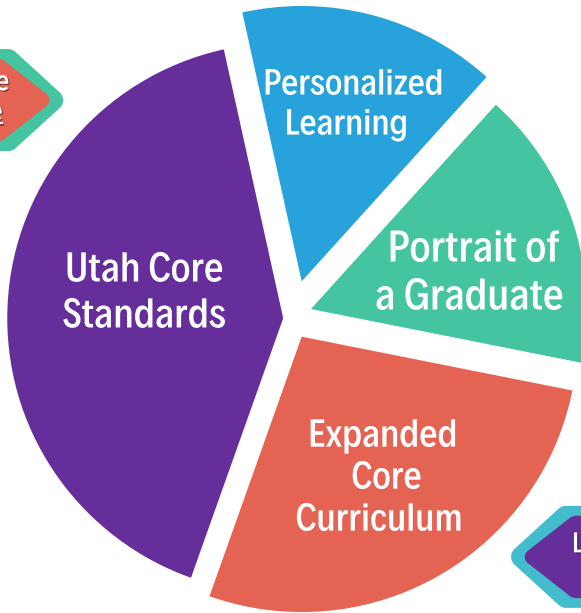 Personalized
Learning
Portrait of
a Graduate
Utah Core
Standards
Expanded
Core
Curriculum